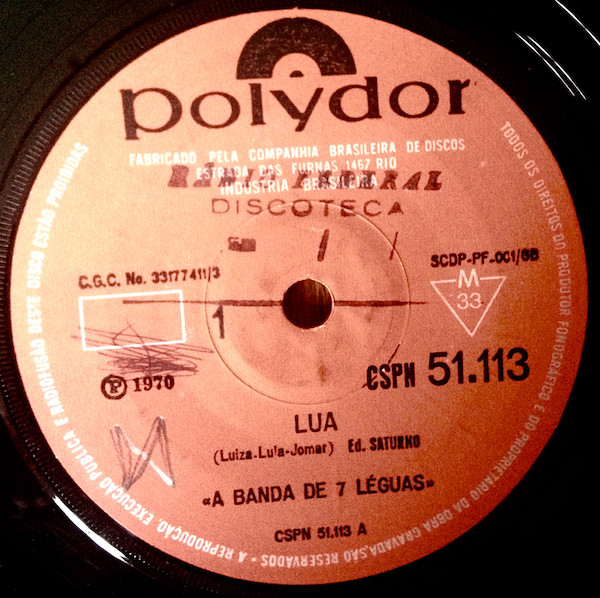 polydor
FABRICADO PELA COMPANHIA BRASILEIRA DE DISCOS
ESTRADA DAS FURNAS 1467 RIO
INDÚSTRIA BRASILEIRA
DISCOTECA
SCDP-PF-001/GB
C.G.C. No. 33177411/3
M
33
1
℗ 1970
CSPN 51.113
LUA
(Luiza-Lula-Jomar) Ed. SATURNO
«A BANDA DE 7 LÉGUAS»
CSPN 51.113 A
TODOS OS DIREITOS DO PRODUTOR FONOGRÁFICO E DO PROPRIETÁRIO DA OBRA GRAVADA, SÃO RESERVADOS - A REPRODUÇÃO, EXECUÇÃO PÚBLICA E RADIOFUSÃO DESTE DISCO ESTÃO PROIBIDAS